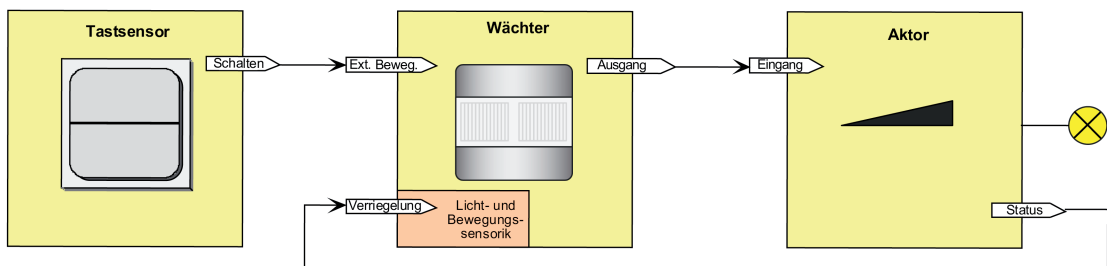 Tastsensor
Schalten
Wächter
Ext. Beweg.
Ausgang
Verriegelung
Licht- und
Bewegungs-
sensorik
Aktor
Eingang
Status